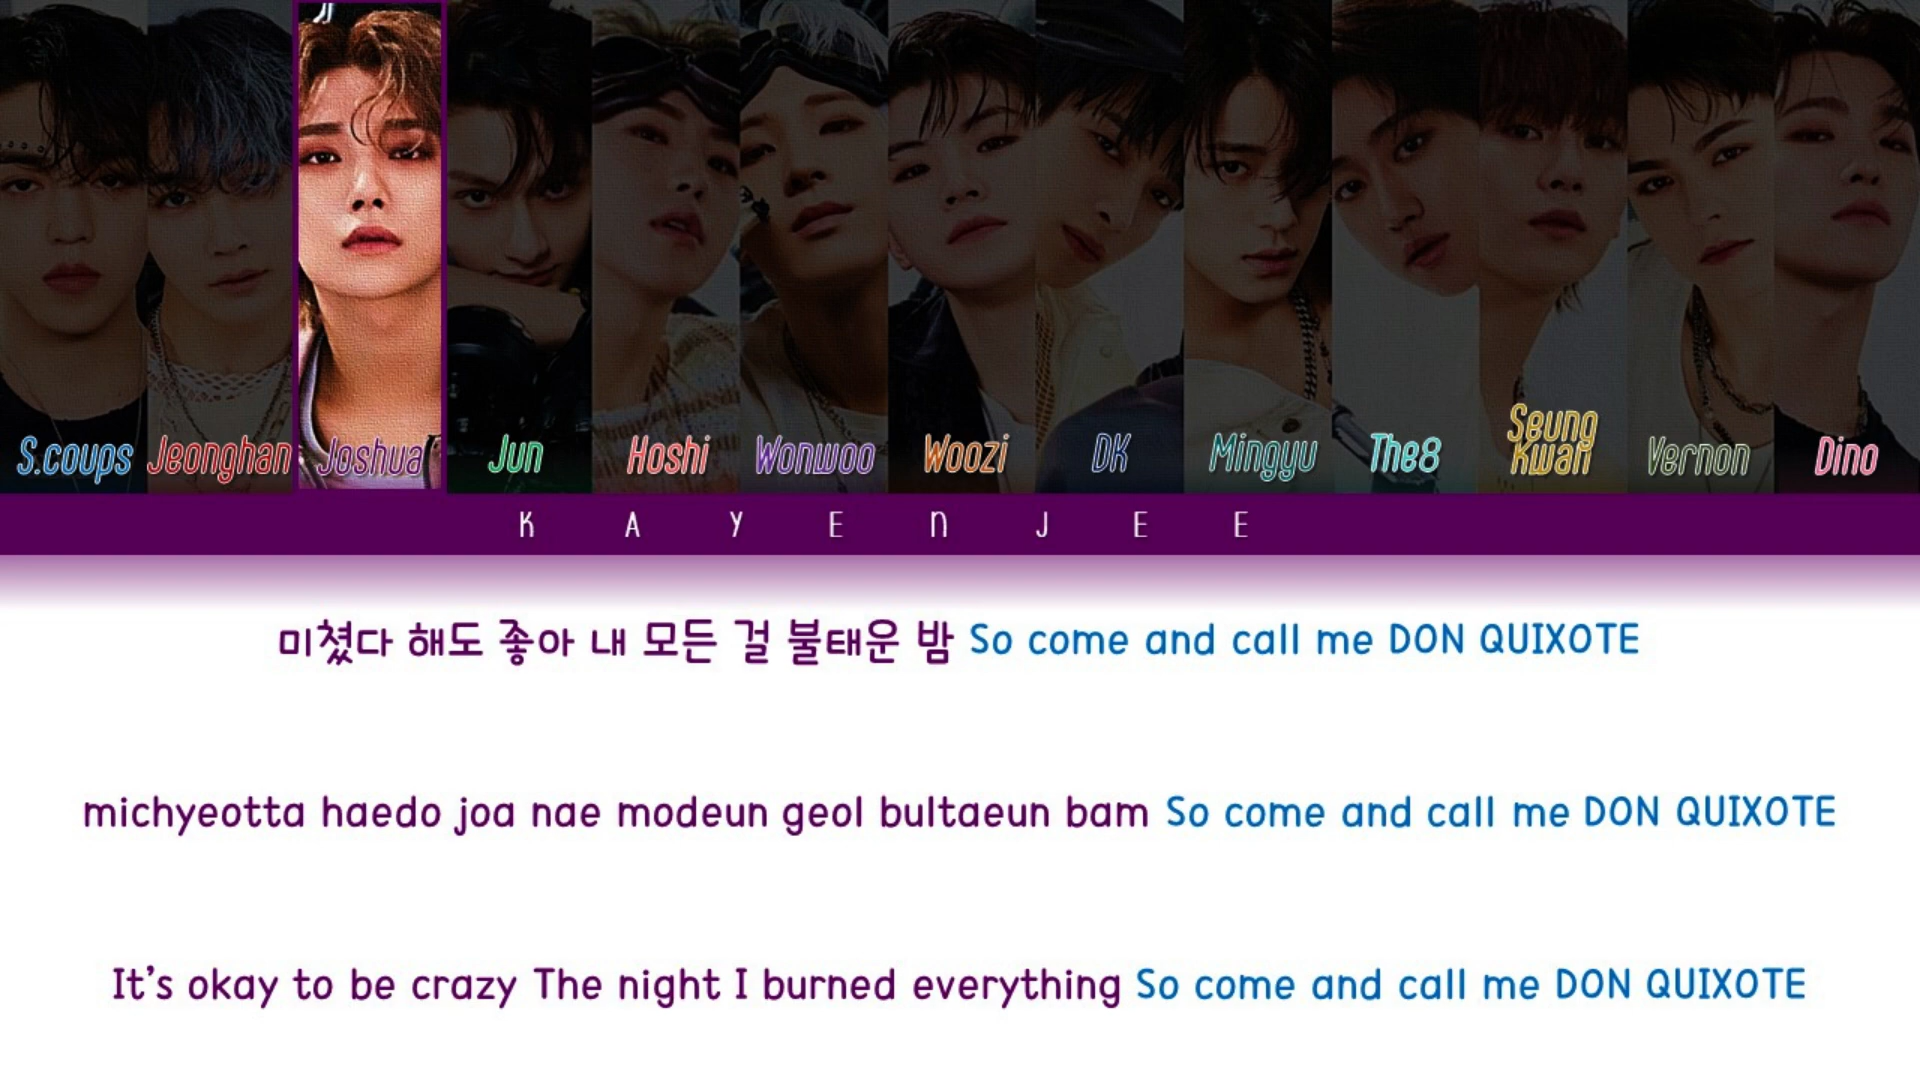 S.coups Jeonghan Joshua Jun Hoshi Wonwoo Woozi DK Mingyu The8 Seung Kwan Vernon Dino
KAYENJEE
미쳤다 해도 좋아 내 모든 걸 불태운 밤 So come and call me DON QUIXOTE
michyeotta haedo joa nae modeun geol bultaeun bam So come and call me DON QUIXOTE
It's okay to be crazy The night I burned everything So come and call me DON QUIXOTE